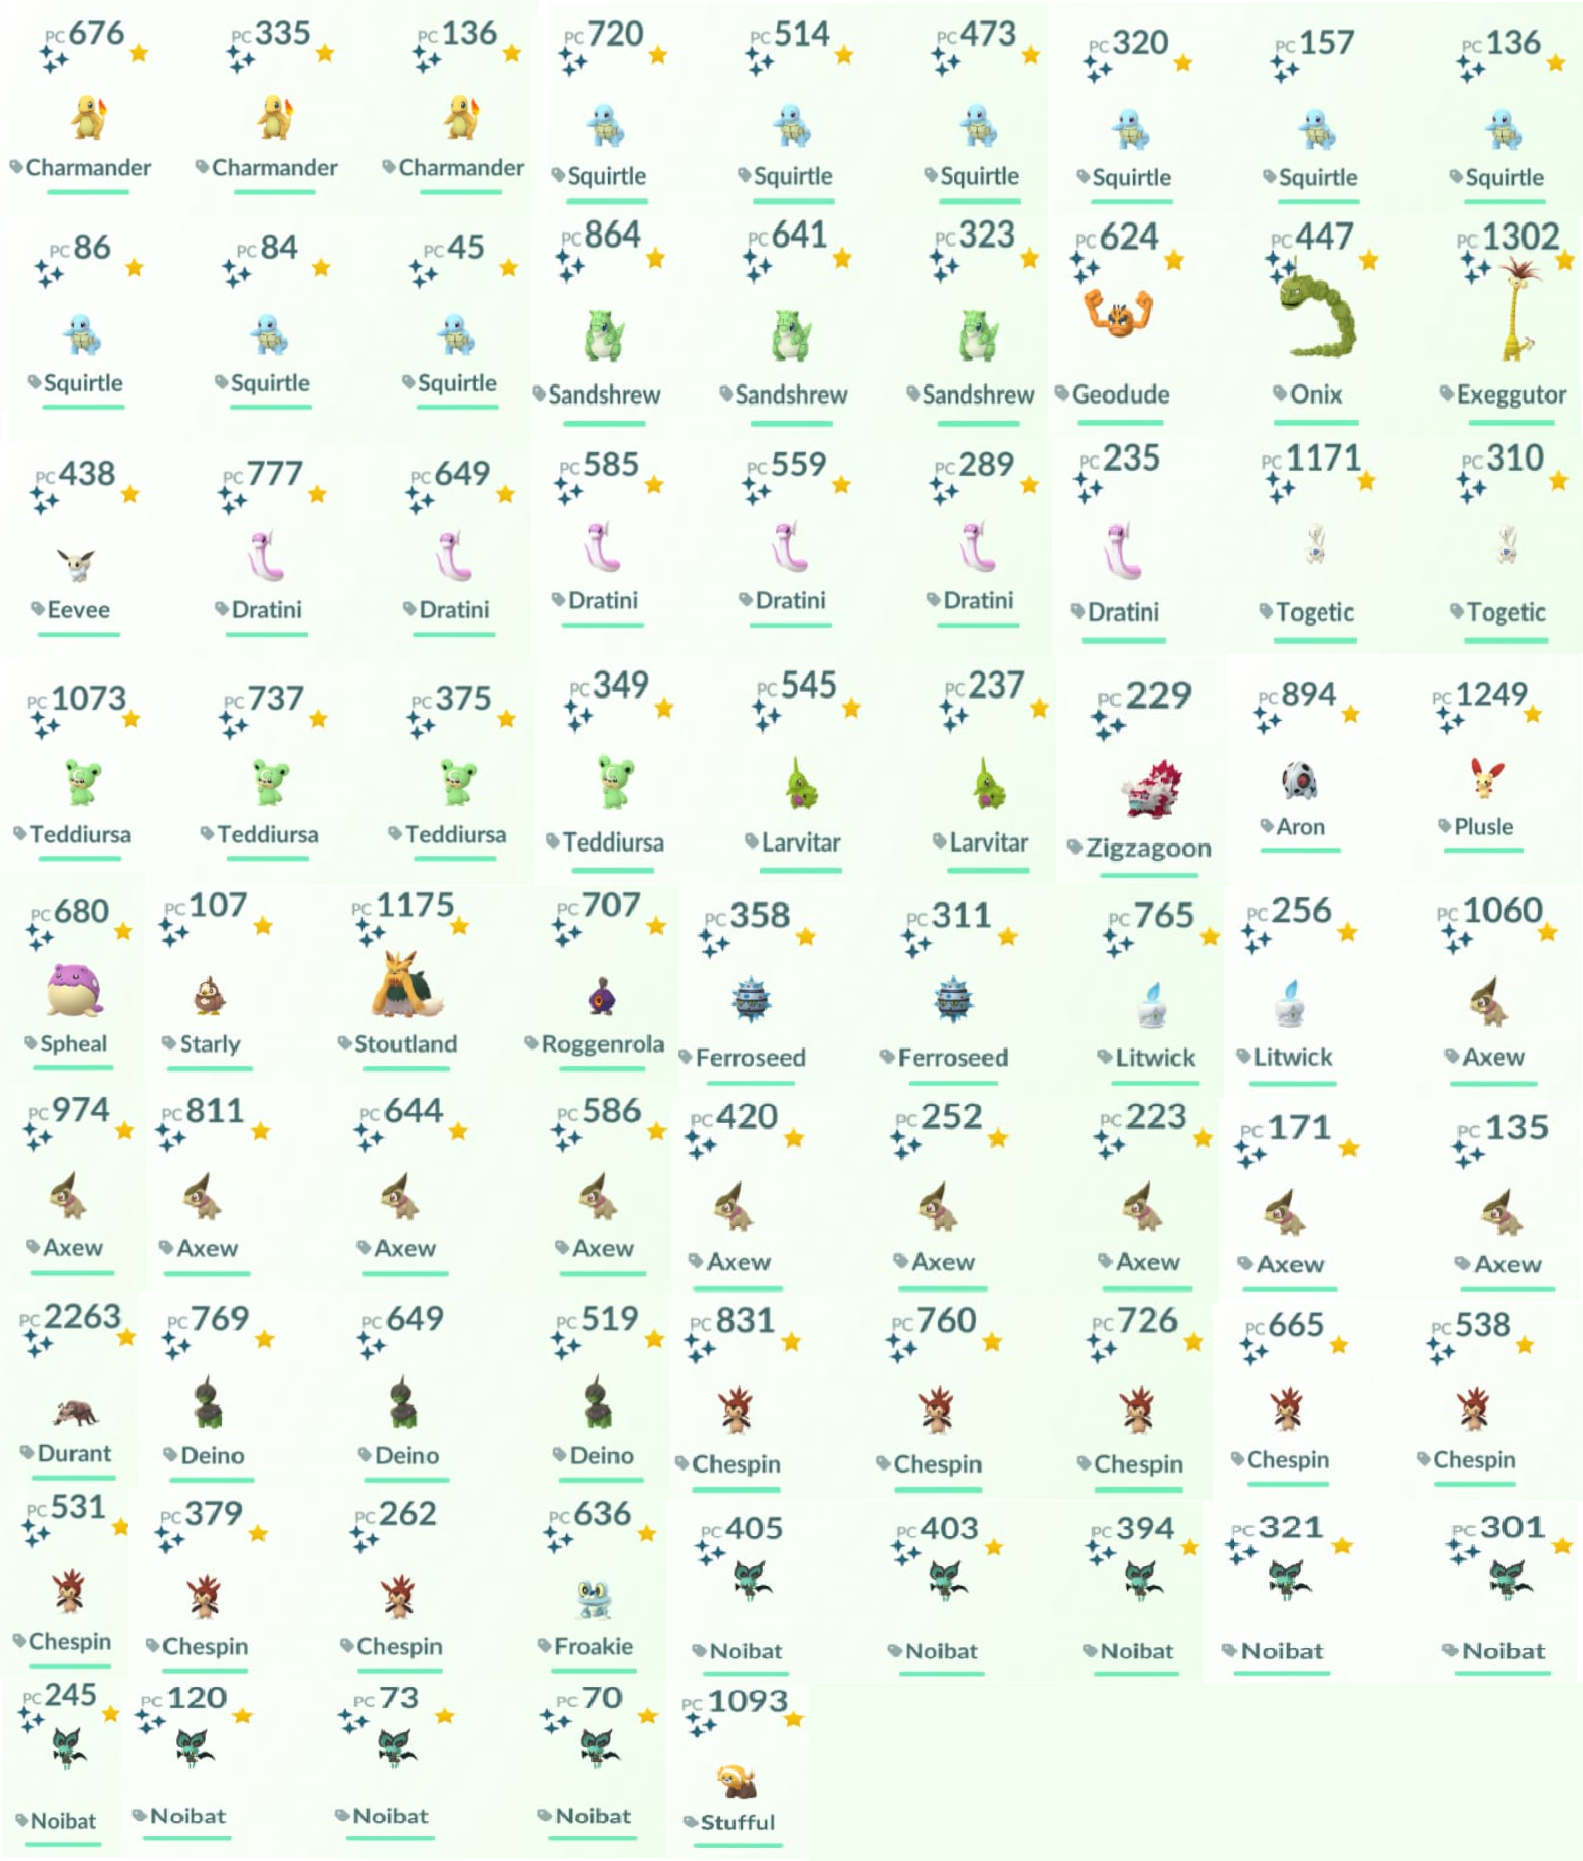 PC 676 PC 335 PC 136 PC 720 PC 514 PC 473 PC 320 PC 157 PC 136
Charmander Charmander Charmander Squirtle Squirtle Squirtle Squirtle Squirtle Squirtle
PC 86 PC 84 PC 45 PC 864 PC 641 PC 323 PC 624 PC 447 PC 1302
Squirtle Squirtle Squirtle Sandshrew Sandshrew Sandshrew Geodude Onix Exeggutor
PC 438 PC 777 PC 649 PC 585 PC 559 PC 289 PC 235 PC 1171 PC 310
Eevee Dratini Dratini Dratini Dratini Dratini Dratini Togetic Togetic
PC 1073 PC 737 PC 375 PC 349 PC 545 PC 237 PC 229 PC 894 PC 1249
Teddiursa Teddiursa Teddiursa Teddiursa Larvitar Larvitar Zigzagoon Aron Plusle
PC 680 PC 107 PC 1175 PC 707 PC 358 PC 311 PC 765 PC 256 PC 1060
Spheal Starly Stoutland Roggenrola Ferroseed Ferroseed Litwick Litwick Axew
PC 974 PC 811 PC 644 PC 586 PC 420 PC 252 PC 223 PC 171 PC 135
Axew Axew Axew Axew Axew Axew Axew Axew Axew
PC 2263 PC 769 PC 649 PC 519 PC 831 PC 760 PC 726 PC 665 PC 538
Durant Deino Deino Deino Chespin Chespin Chespin Chespin Chespin
PC 531 PC 379 PC 262 PC 636 PC 405 PC 403 PC 394 PC 321 PC 301
Chespin Chespin Chespin Froakie Noibat Noibat Noibat Noibat Noibat
PC 245 PC 120 PC 73 PC 70 PC 1093
Noibat Noibat Noibat Noibat Stufful